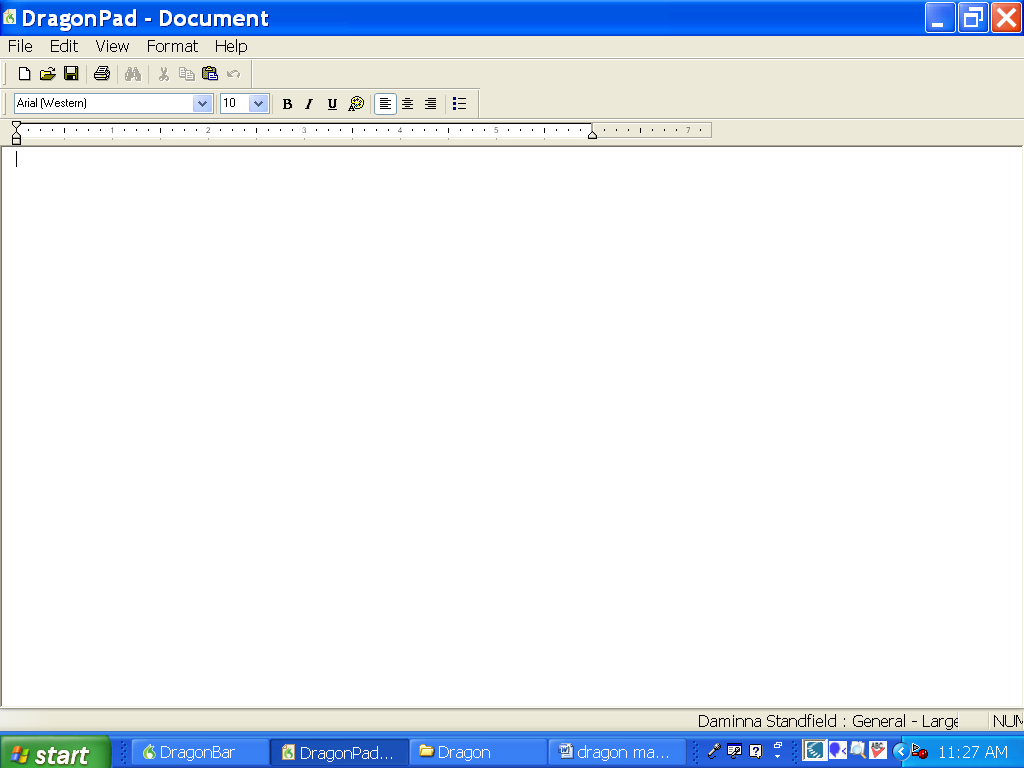 DragonPad - Document
File Edit View Format Help
Arial (Western) 10 B I U
1 2 3 4 5 7
Daminna Standfield : General - Large NUM
start DragonBar DragonPad... Dragon dragon ma... 11:27 AM